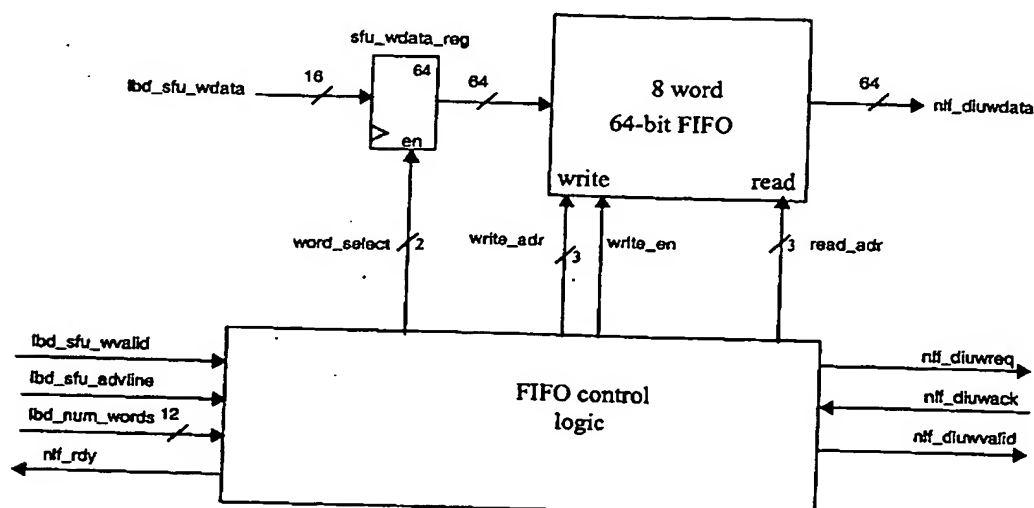 sfu_wdata_reg
lbd_sfu_wdata
16
64
64
en
8 word
64-bit FIFO
write
read
64
nlf_diuwdata
word_select
2
write_adr
3
write_en
3
read_adr
lbd_sfu_wvalid
lbd_sfu_advline
lbd_num_words
12
nlf_rdy
FIFO control
logic
nlf_diuwreq
nlf_diuwack
nlf_diuwvalid